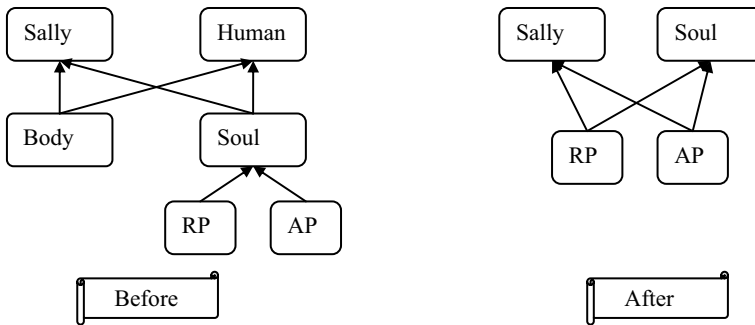 Sally
Human
Body
Soul
RP
AP
Before
Sally
Soul
RP
AP
After